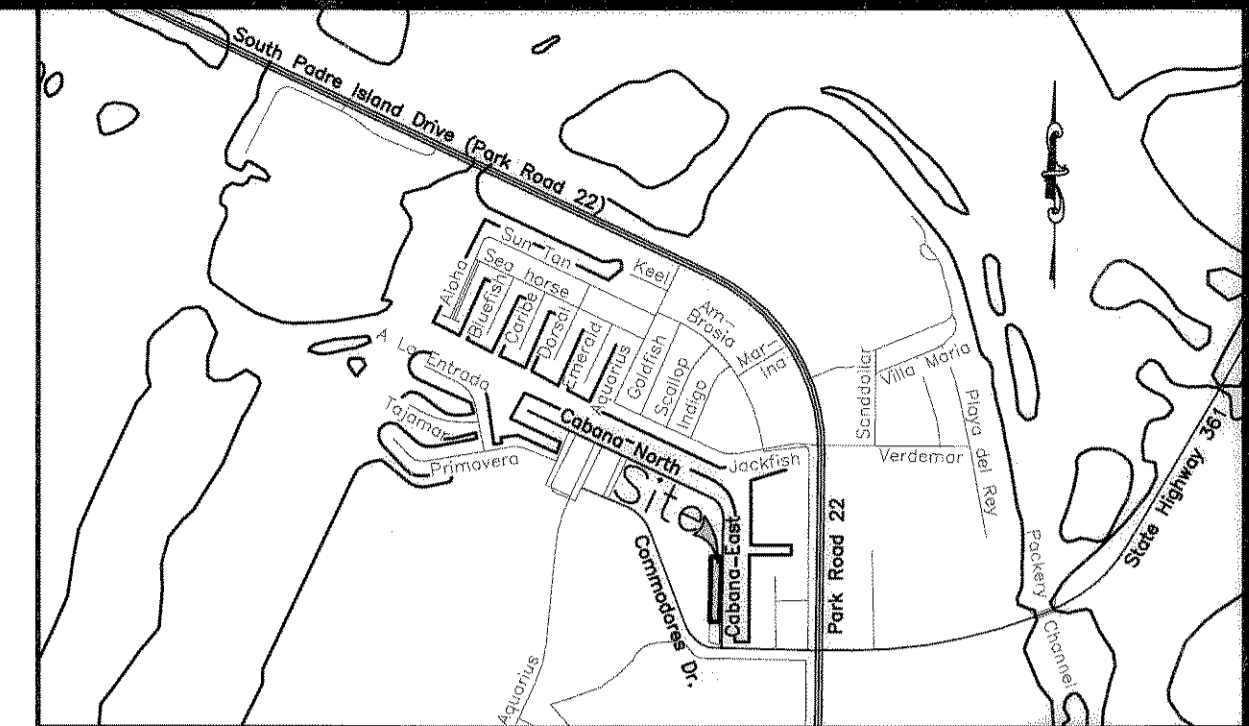 South Padre Island Drive (Park Road 22)
Sun-Tan
Keel
Sea horse
Aloha
Bluefish
Caribe
Dorsal
Emerald
Aquarius
Goldfish
Scallop
Indigo
Am-
Brosia
Mar-
ina
A La Entrada
Tajamar
Primavera
Cabana-North
Jackfish
Sanddollar
Villa Maria
Verdemar
Playa del Rey
State Highway 361
Site
Cabana-East
Commodores Dr.
Park Road 22
Packery Channel
Aquarius